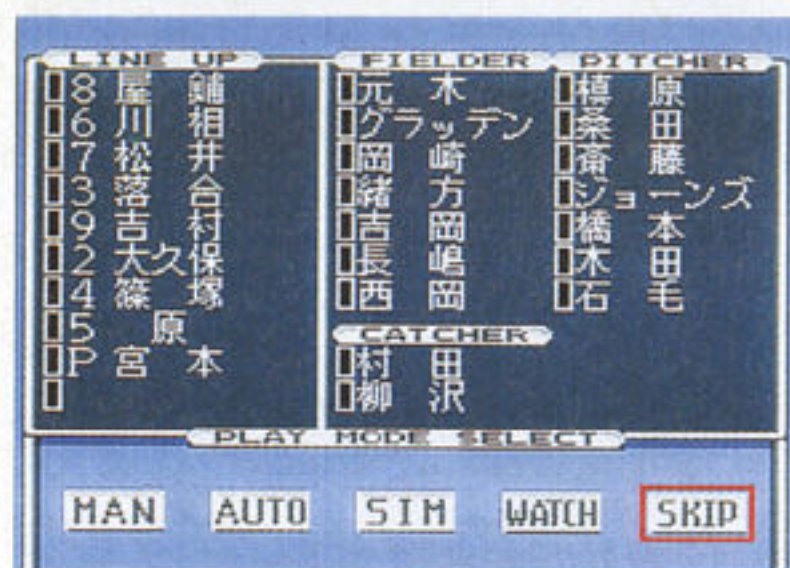 LINE UP
8 屋 鋪
6 川 相
7 松 井
3 落 合
9 吉 村
2 大久保
4 篠 塚
5 原
P 宮 本
FIELDER
元 木
グラッデン
岡 崎
緒 方
吉 岡
長 嶋
西 岡
CATCHER
村 田
柳 沢
PITCHER
槙 原
桑 田
斎 藤
ジョーンズ
橋 本
木 田
石 毛
PLAY MODE SELECT
MAN AUTO SIM WATCH SKIP